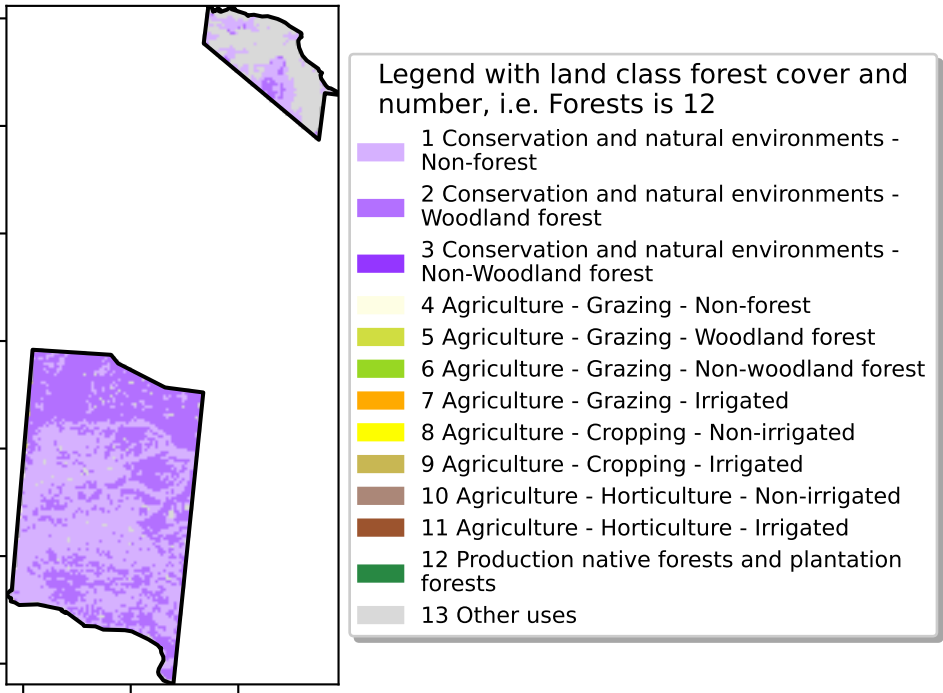 Legend with land class forest cover and
number, i.e. Forests is 12
1 Conservation and natural environments -
Non-forest
2 Conservation and natural environments -
Woodland forest
3 Conservation and natural environments -
Non-Woodland forest
4 Agriculture - Grazing - Non-forest
5 Agriculture - Grazing - Woodland forest
6 Agriculture - Grazing - Non-woodland forest
7 Agriculture - Grazing - Irrigated
8 Agriculture - Cropping - Non-irrigated
9 Agriculture - Cropping - Irrigated
10 Agriculture - Horticulture - Non-irrigated
11 Agriculture - Horticulture - Irrigated
12 Production native forests and plantation
forests
13 Other uses